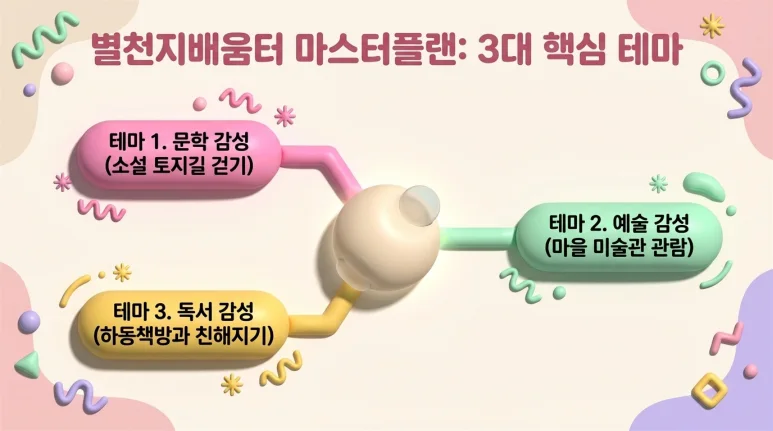 별천지배움터 마스터플랜: 3대 핵심 테마
테마 1. 문학 감성
(소설 토지길 걷기)
테마 2. 예술 감성
(마을 미술관 관람)
테마 3. 독서 감성
(하동책방과 친해지기)